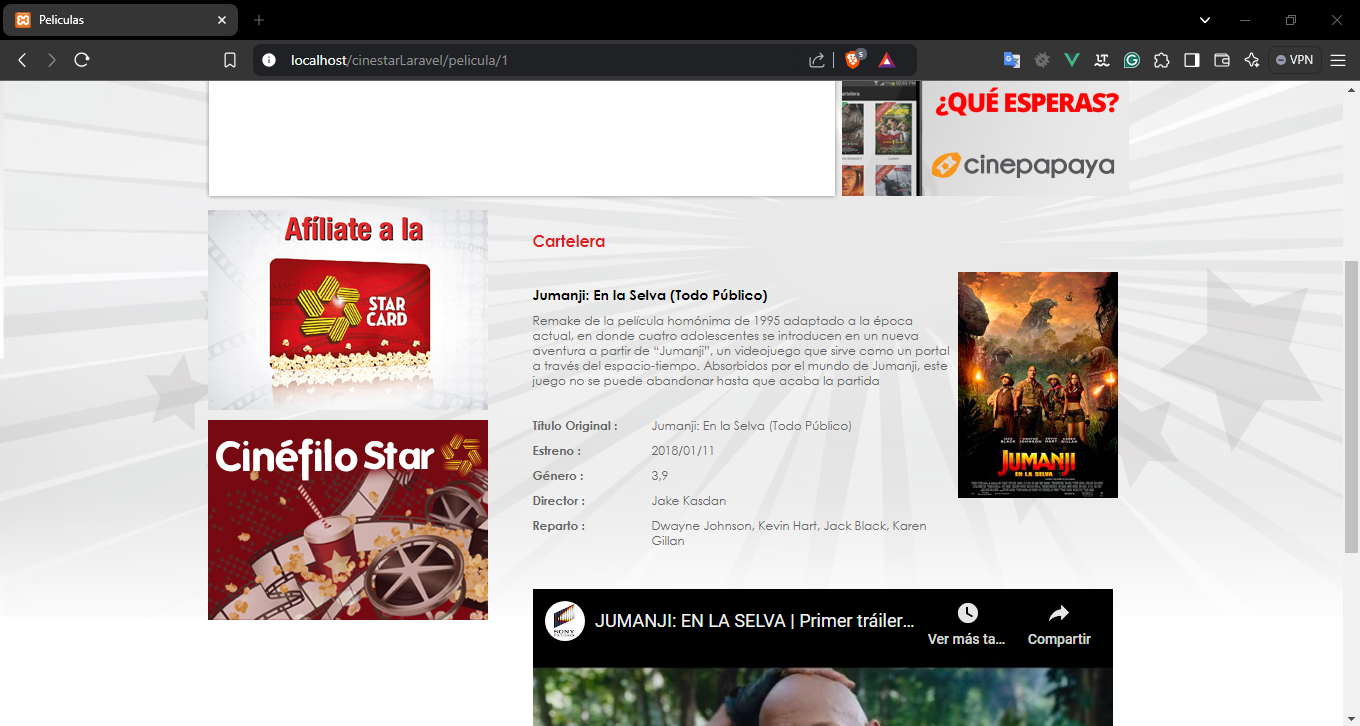 Peliculas
localhost/cinestarLaravel/pelicula/1
5
VPN
Cartelera
¿QUÉ ESPERAS?
cinepapaya
Afíliate a la
STAR
CARD
Cinéfilo Star
Cartelera
Jumanji: En la Selva (Todo Público)
Remake de la película homónima de 1995 adaptado a la época
actual, en donde cuatro adolescentes se introducen en un nueva
aventura a partir de “Jumanji”, un videojuego que sirve como un portal
a través del espacio-tiempo. Absorbidos por el mundo de Jumanji, este
juego no se puede abandonar hasta que acaba la partida
Título Original : Jumanji: En la Selva (Todo Público)
Estreno : 2018/01/11
Género : 3,9
Director : Jake Kasdan
Reparto : Dwayne Johnson, Kevin Hart, Jack Black, Karen
Gillan
JUMANJI
EN LA SELVA
SONY
JUMANJI: EN LA SELVA | Primer tráiler...
Ver más ta...
Compartir